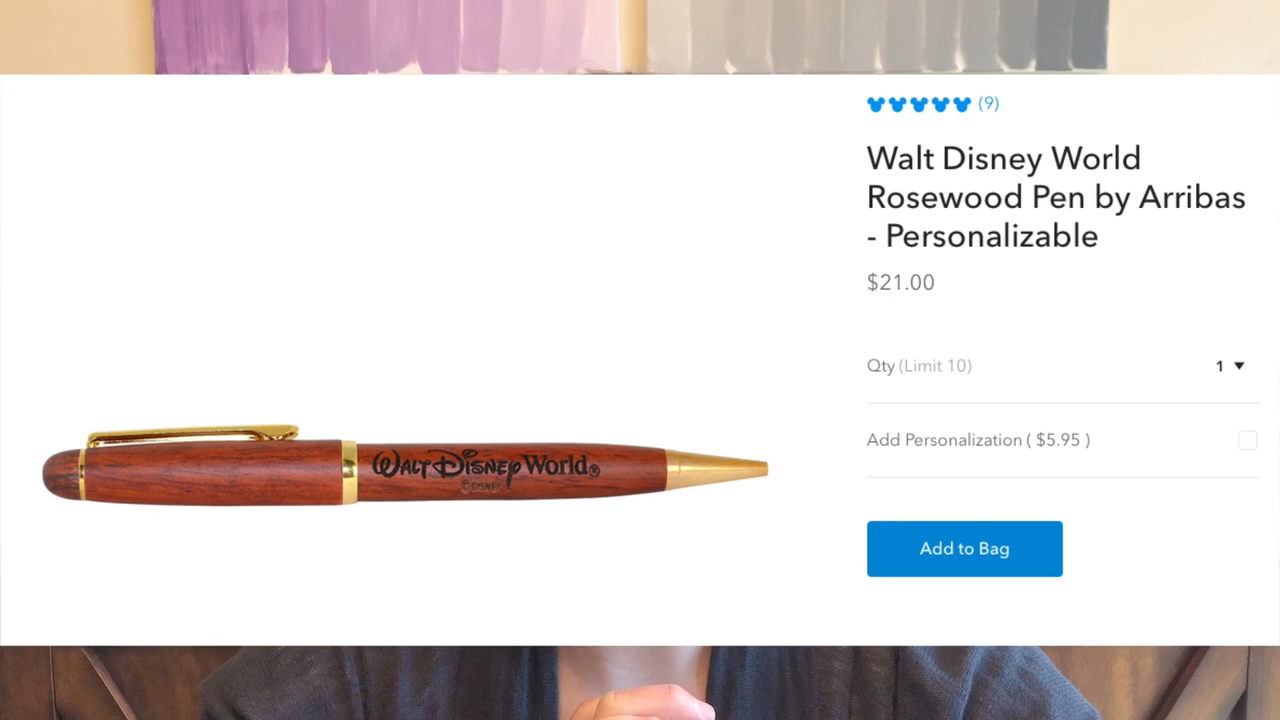 (9)
Walt Disney World
Rosewood Pen by Arribas
- Personalizable
$21.00
Qty (Limit 10) 1
Add Personalization ( $5.95 )
Add to Bag
WALT DISNEY World®
© DISNEY